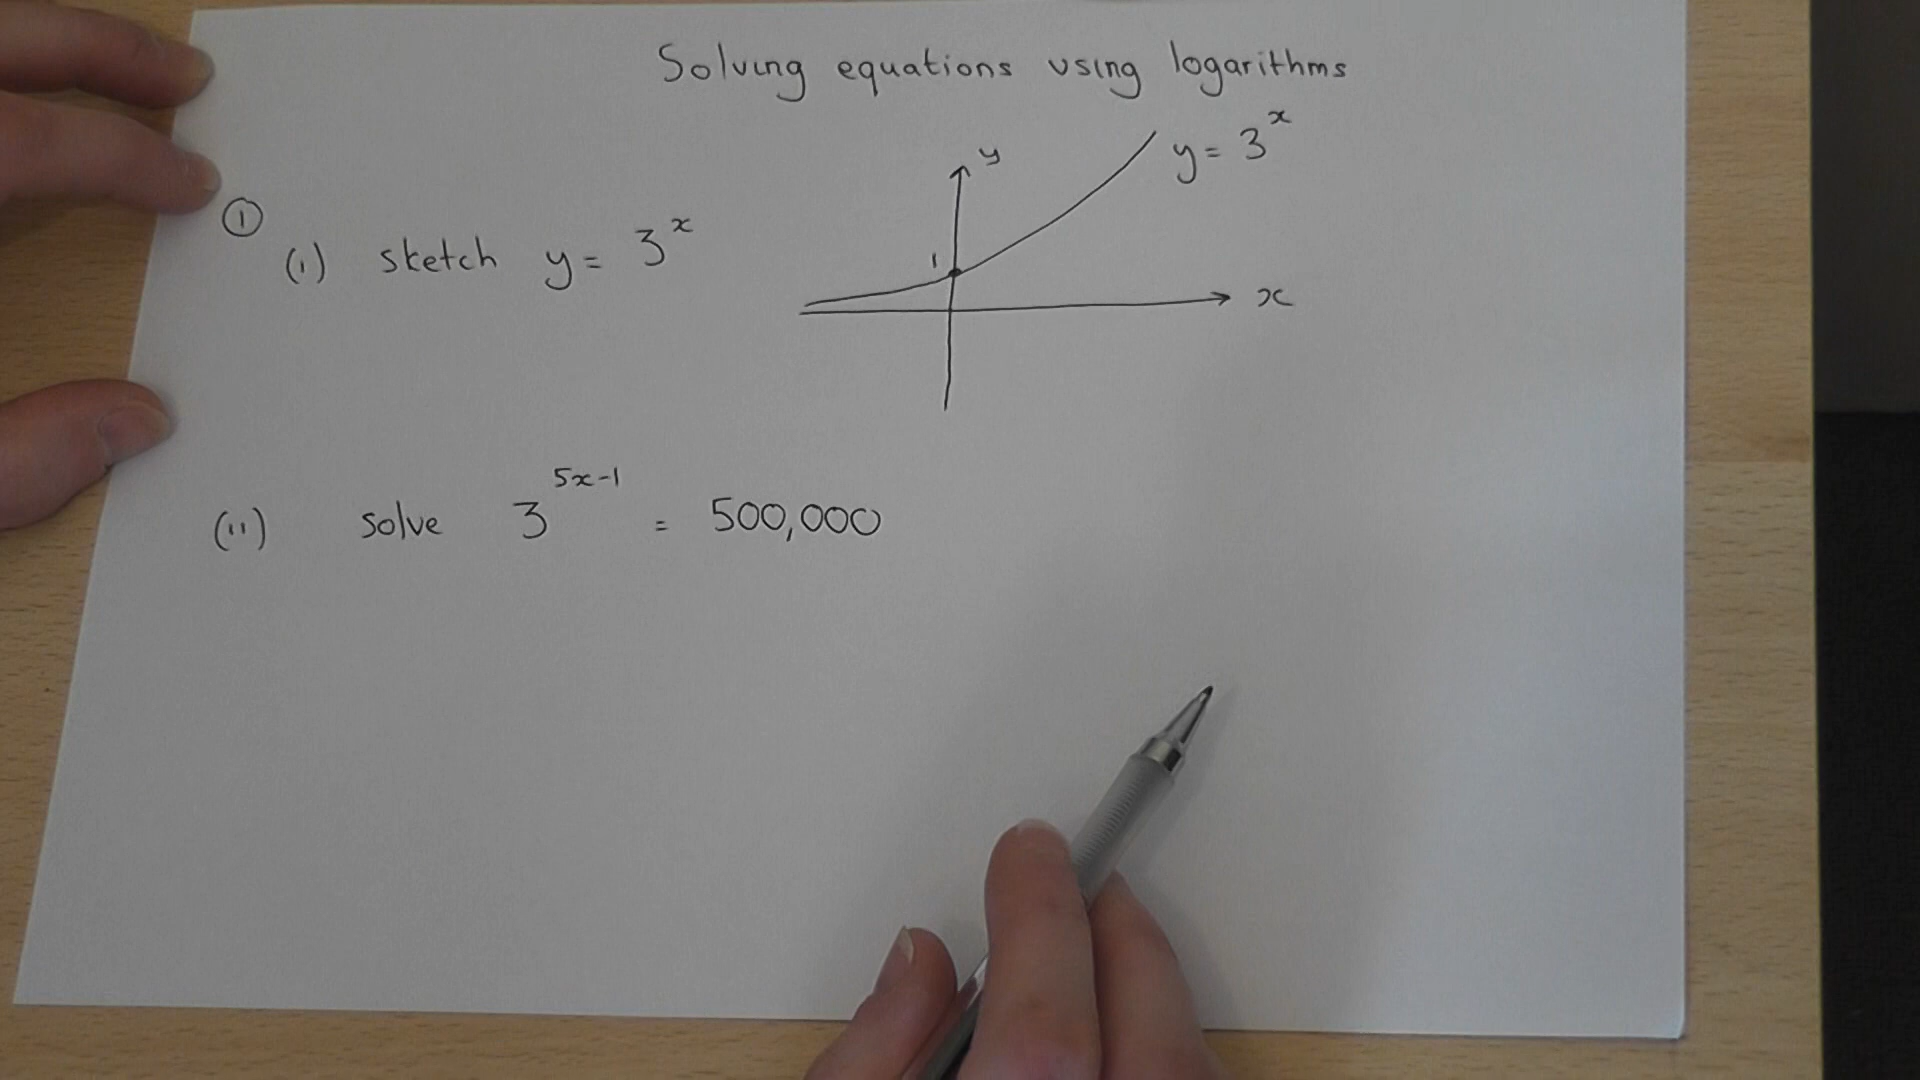 Solving equations using logarithms
y = 3^x
y
①
(i) sketch y = 3^x
1
x
(ii) solve 3^(5x-1) = 500,000